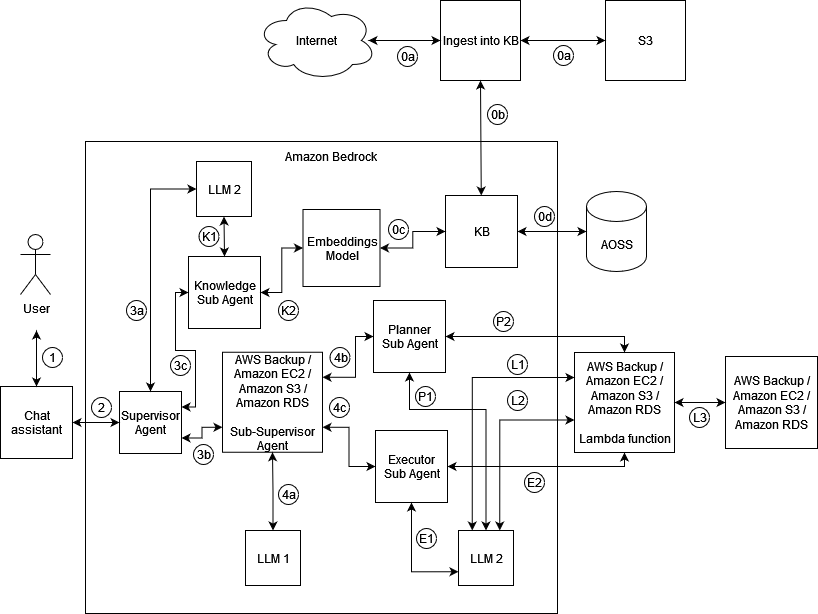 Internet
0a
Ingest into KB
0a
S3
0b
Amazon Bedrock
LLM 2
K1
Embeddings
Model
0c
KB
0d
AOSS
Knowledge
Sub Agent
K2
User
3a
Planner
Sub Agent
P2
1
3c
AWS Backup /
Amazon EC2 /
Amazon S3 /
Amazon RDS
Sub-Supervisor
Agent
4b
L1
P1
L2
AWS Backup /
Amazon EC2 /
Amazon S3 /
Amazon RDS
Lambda function
AWS Backup /
Amazon EC2 /
Amazon S3 /
Amazon RDS
L3
Chat
assistant
2
Supervisor
Agent
4c
3b
Executor
Sub Agent
E2
4a
E1
LLM 1
LLM 2